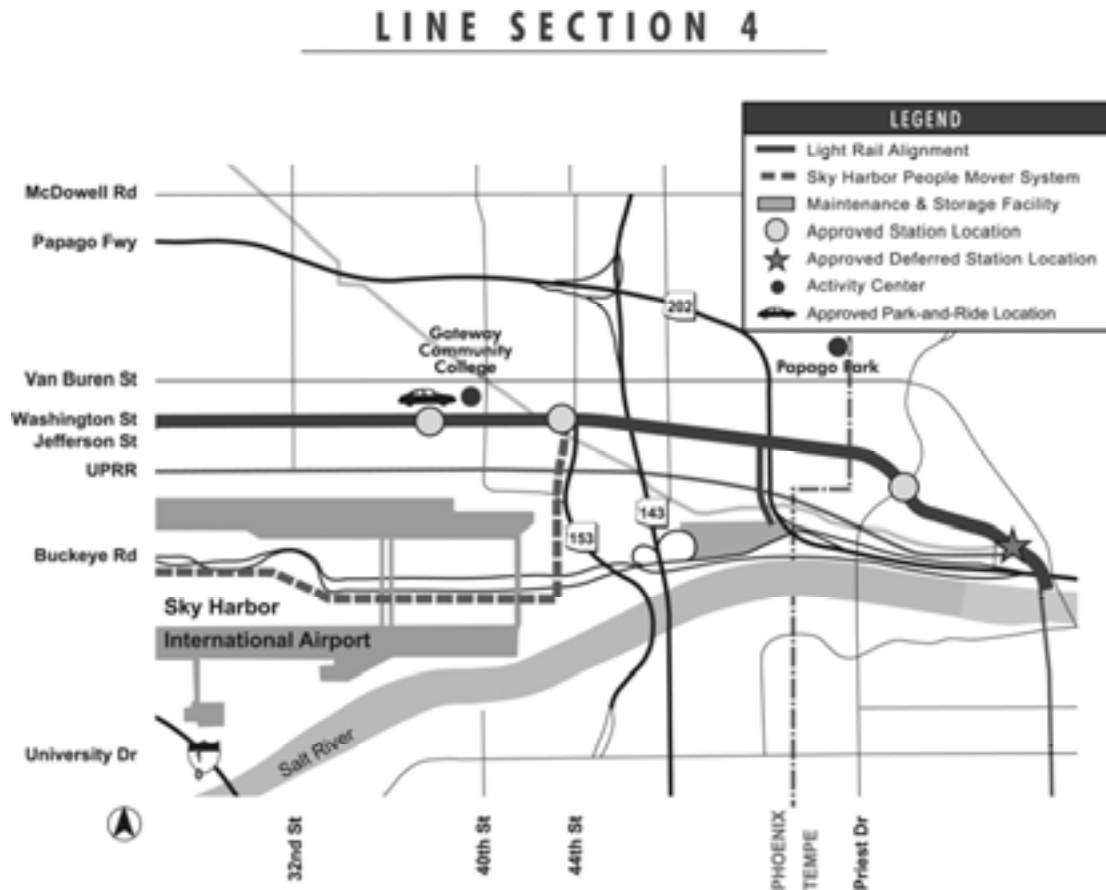 LINE SECTION 4
LEGEND
Light Rail Alignment
Sky Harbor People Mover System
Maintenance & Storage Facility
Approved Station Location
Approved Deferred Station Location
Activity Center
Approved Park-and-Ride Location
McDowell Rd
Papago Fwy
202
Gateway
Community
College
Papago Park
Van Buren St
Washington St
Jefferson St
UPRR
143
153
Buckeye Rd
Sky Harbor
International Airport
Salt River
University Dr
1
0
32nd St
40th St
44th St
PHOENIX
TEMPE
Priest Dr